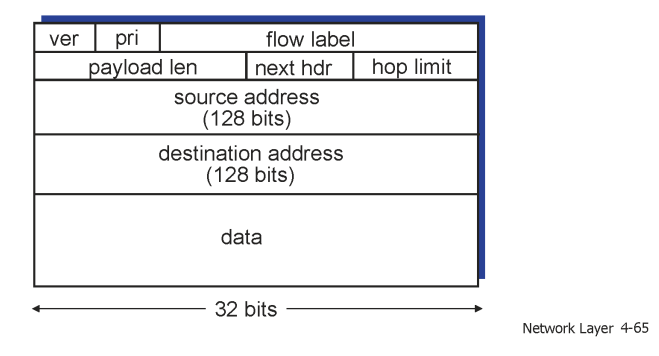 ver pri flow label
payload len next hdr hop limit
source address
(128 bits)
destination address
(128 bits)
data
32 bits
Network Layer 4-65